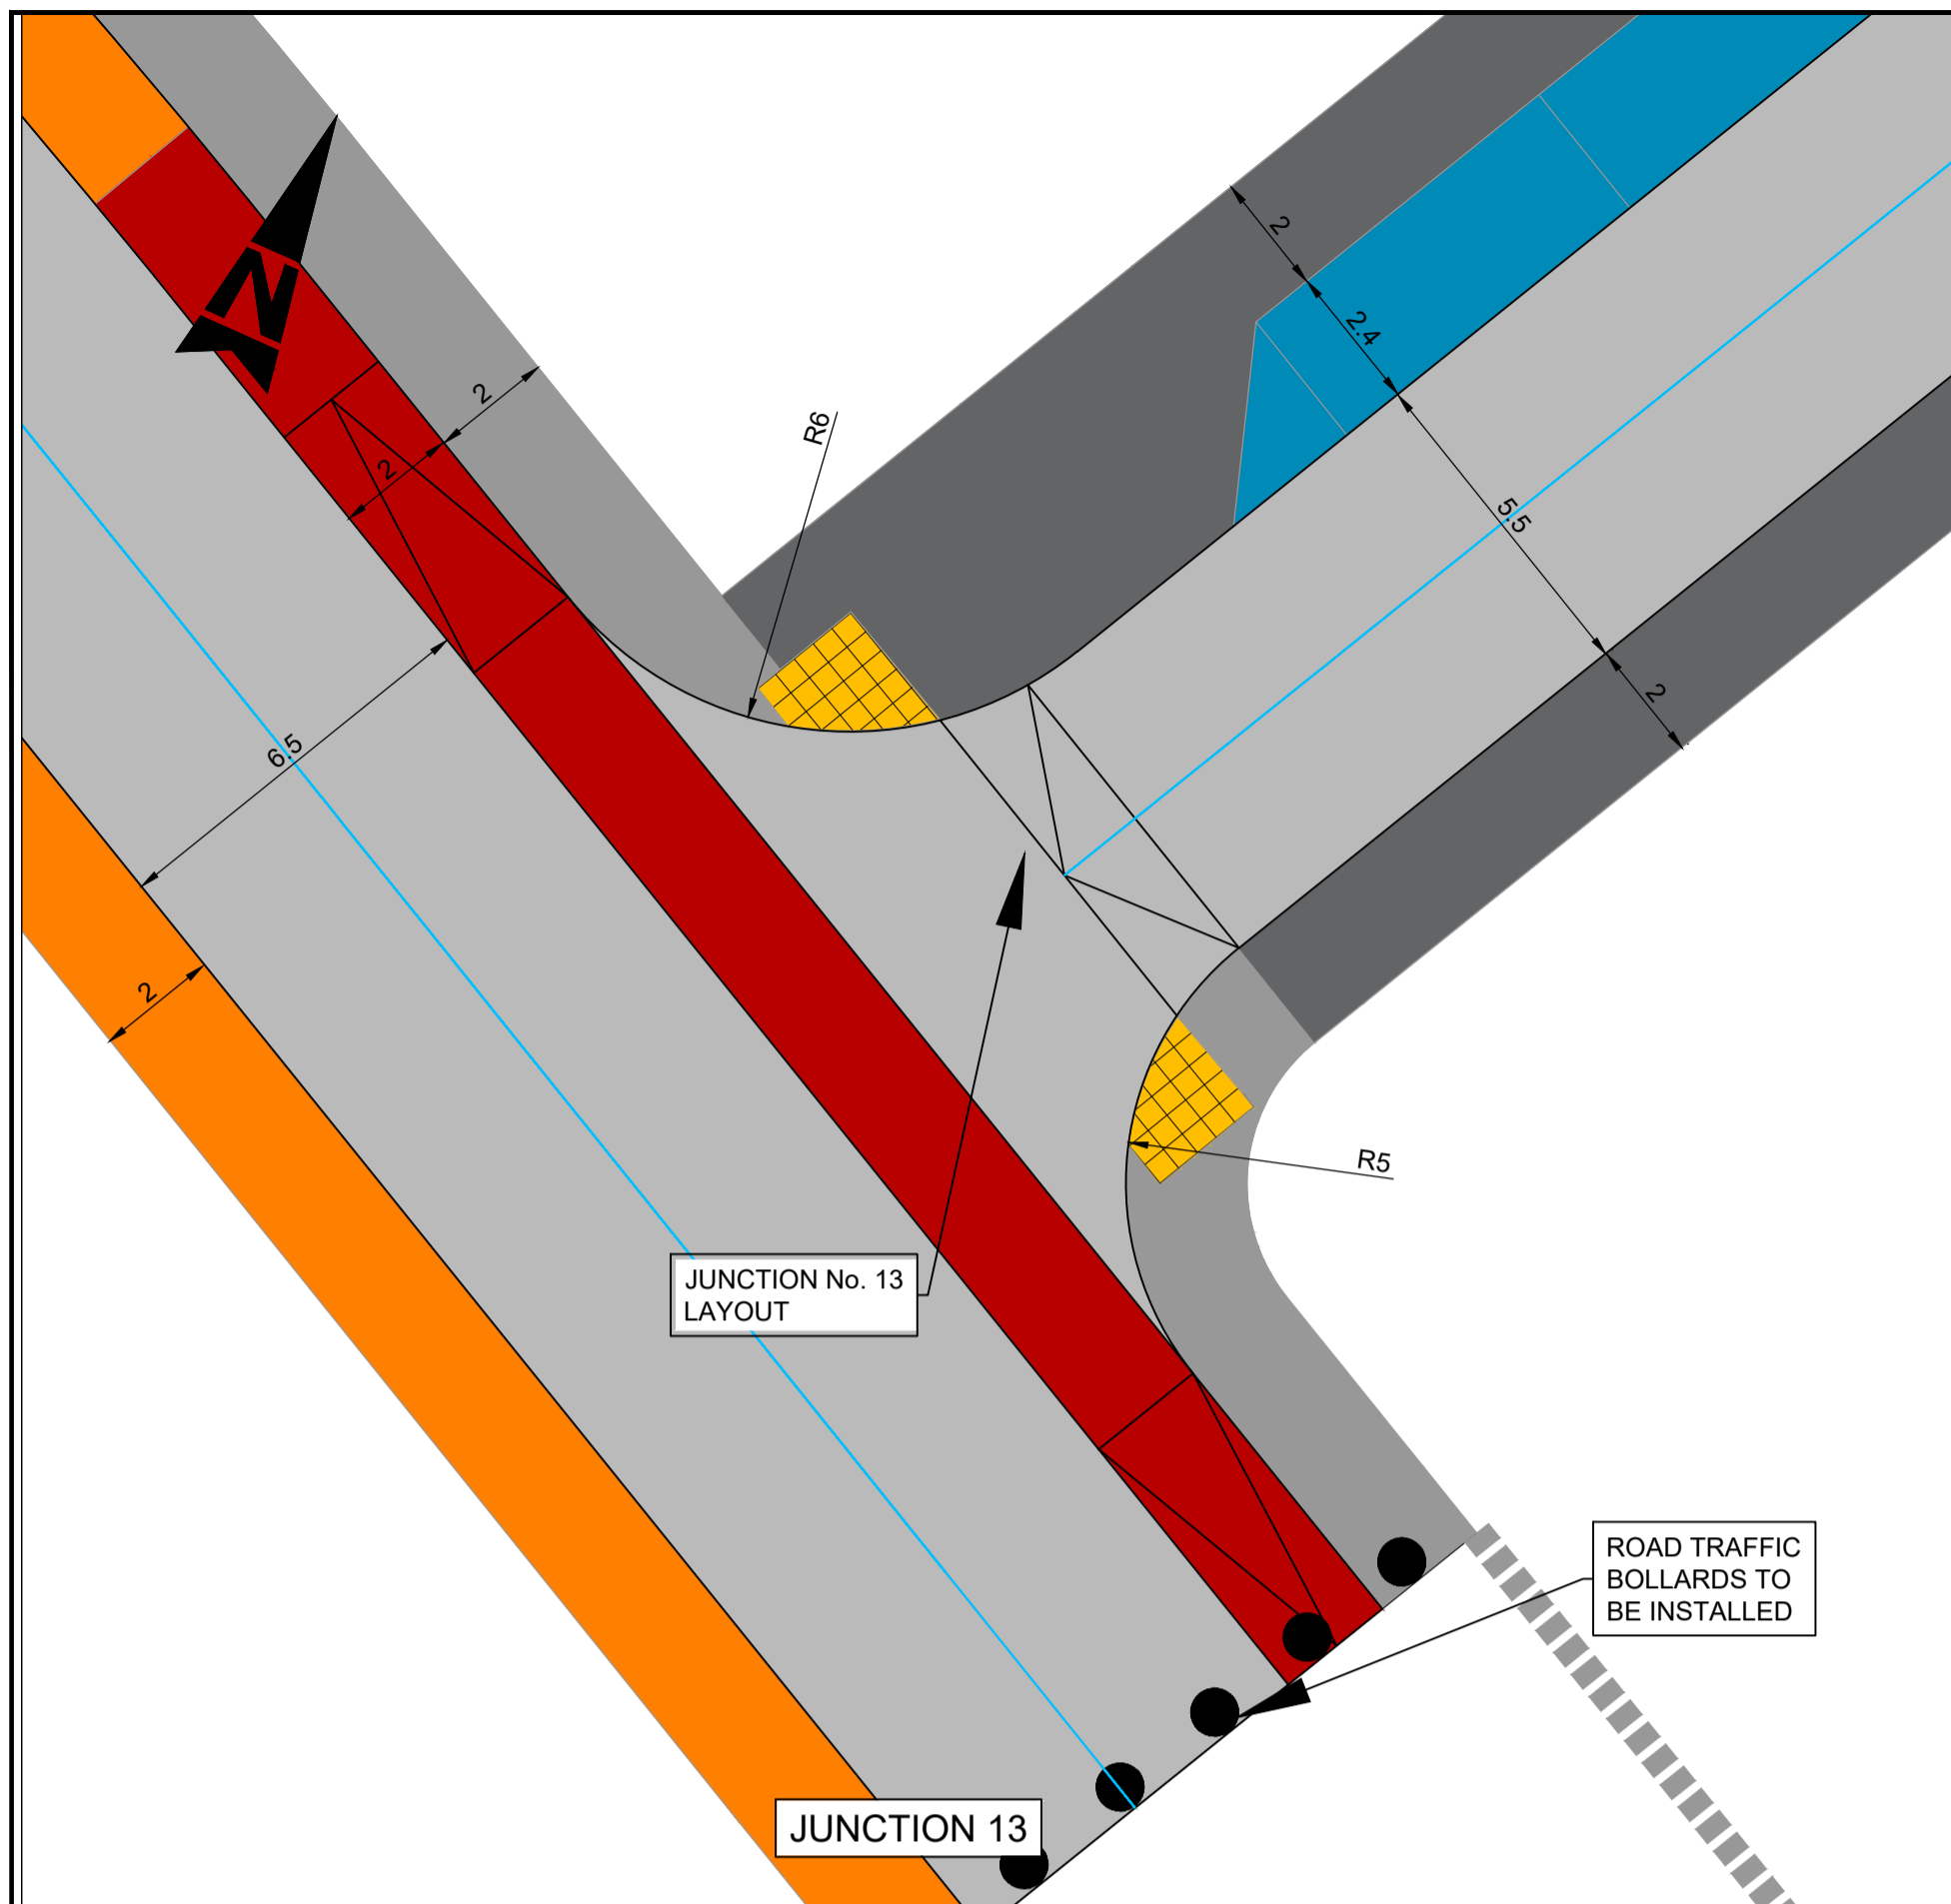 N
2
2.4
2
R6
2
5.5
2
6.5
2
R5
JUNCTION No. 13
LAYOUT
ROAD TRAFFIC
BOLLARDS TO
BE INSTALLED
JUNCTION 13